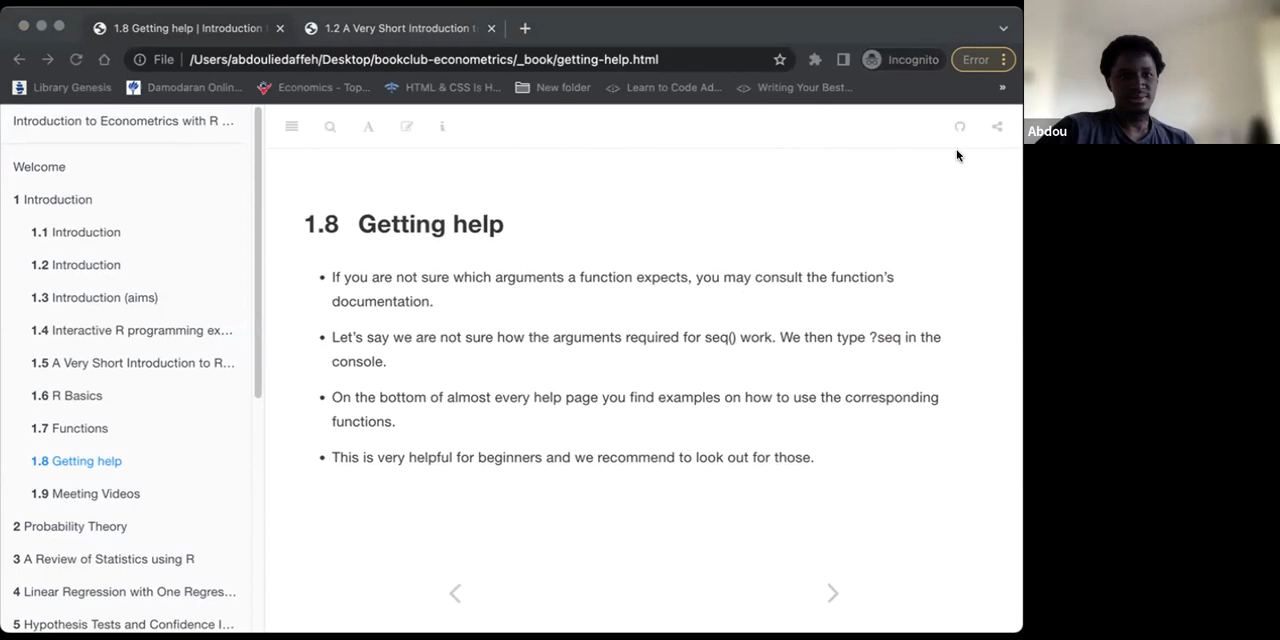 1.8 Getting help | Introduction
1.2 A Very Short Introduction t
File
/Users/abdouliedaffeh/Desktop/bookclub-econometrics/_book/getting-help.html
Incognito
Error
Library Genesis
Damodaran Onlin...
Economics - Top...
HTML & CSS Is H...
New folder
Learn to Code Ad...
Writing Your Best...
»
Abdou
Introduction to Econometrics with R ...
Welcome
1 Introduction
1.1 Introduction
1.2 Introduction
1.3 Introduction (aims)
1.4 Interactive R programming ex...
1.5 A Very Short Introduction to R...
1.6 R Basics
1.7 Functions
1.8 Getting help
1.9 Meeting Videos
2 Probability Theory
3 A Review of Statistics using R
4 Linear Regression with One Regres...
5 Hypothesis Tests and Confidence I...
1.8 Getting help
• If you are not sure which arguments a function expects, you may consult the function’s
documentation.
• Let’s say we are not sure how the arguments required for seq() work. We then type ?seq in the
console.
• On the bottom of almost every help page you find examples on how to use the corresponding
functions.
• This is very helpful for beginners and we recommend to look out for those.